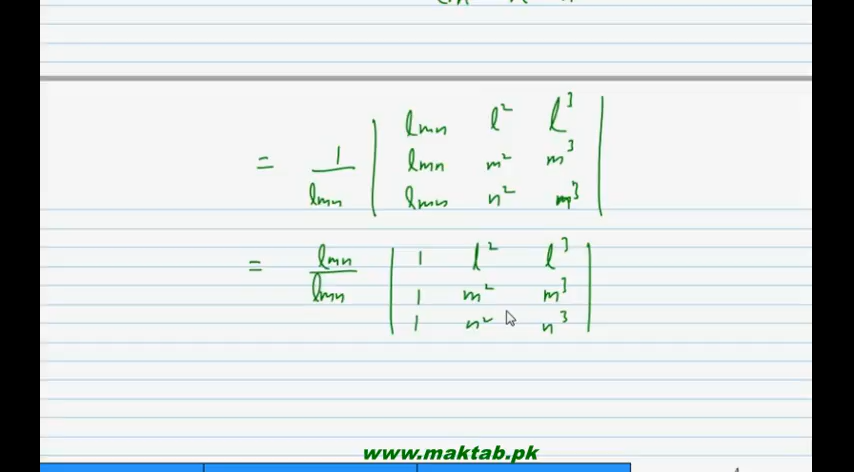 lmn l² l³
= 1/lmn | lmn m² m³ |
lmn n² m³
= lmn/lmn | 1 l² l³ |
1 m² m³
1 n² n³
www.maktab.pk